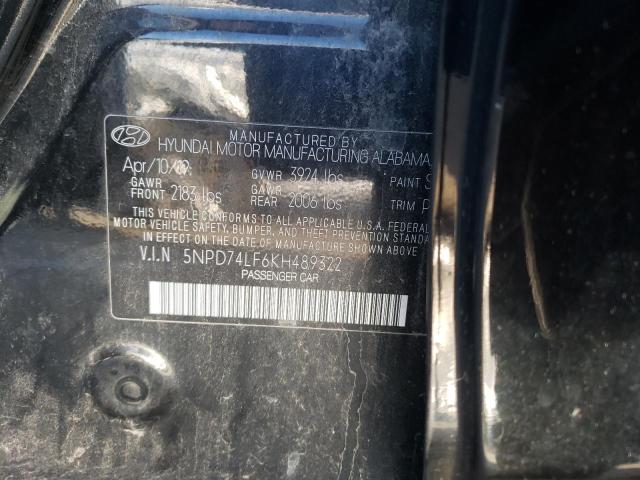 MANUFACTURED BY
HYUNDAI MOTOR MANUFACTURING ALABAMA
Apr/10/ GVWR 3924 lbs PAINT S
GAWR FRONT 2183 lbs GAWR REAR 2006 lbs TRIM
THIS VEHICLE CONFORMS TO ALL APPLICABLE U.S.A. FEDERAL
MOTOR VEHICLE SAFETY, BUMPER, AND THEFT PREVENTION STANDA
IN EFFECT ON THE DATE OF MANUFACTURE SHOWN ABOVE
V.I.N 5NPD74LF6KH489322
PASSENGER CAR